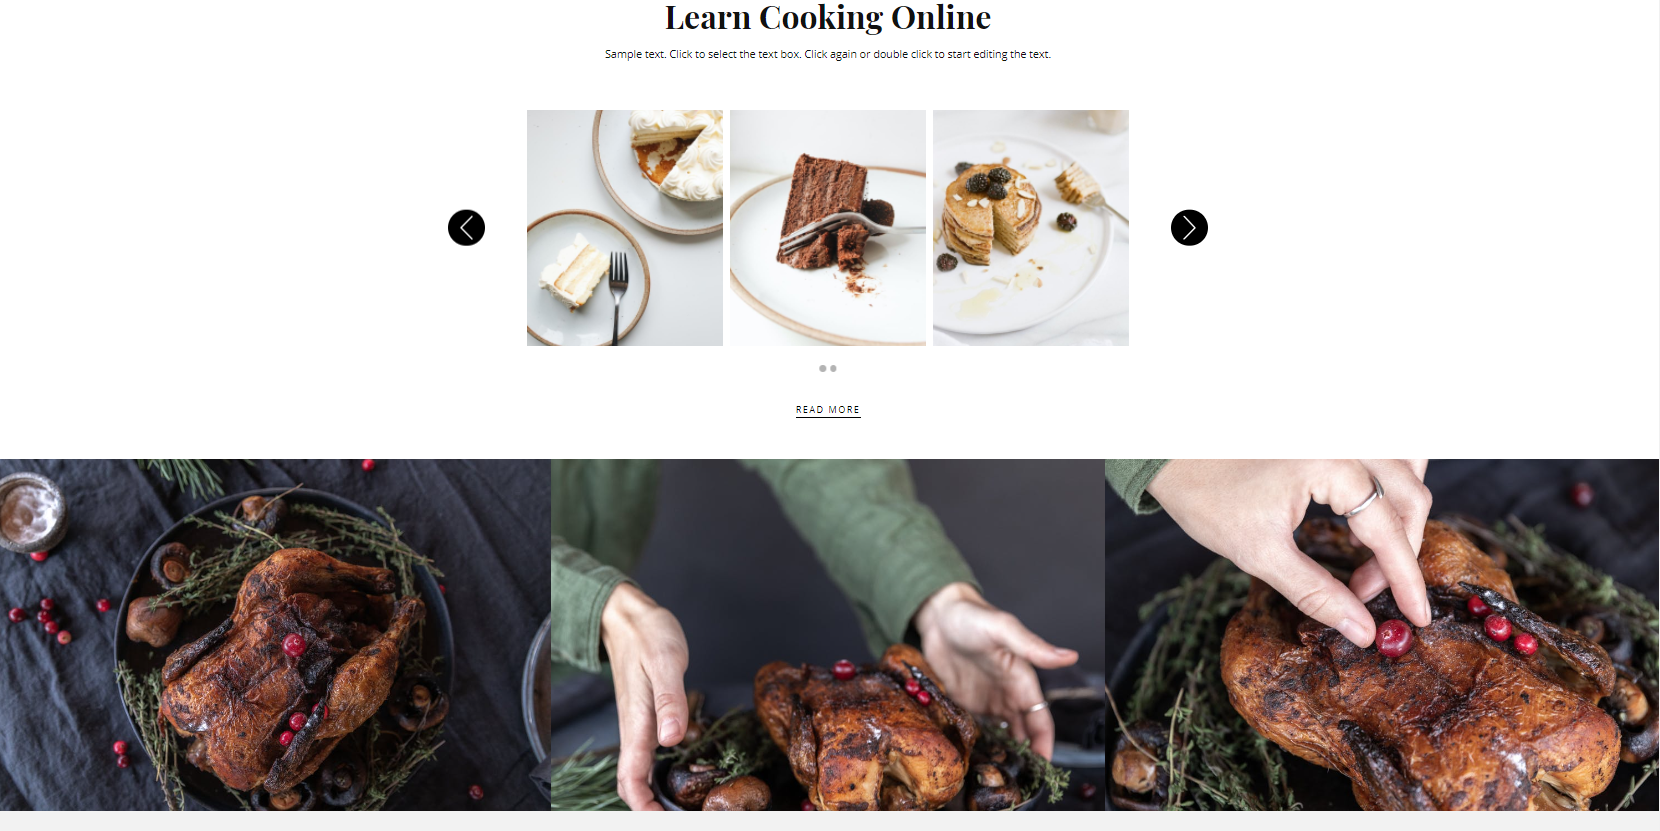 Learn Cooking Online
Sample text. Click to select the text box. Click again or double click to start editing the text.
READ MORE